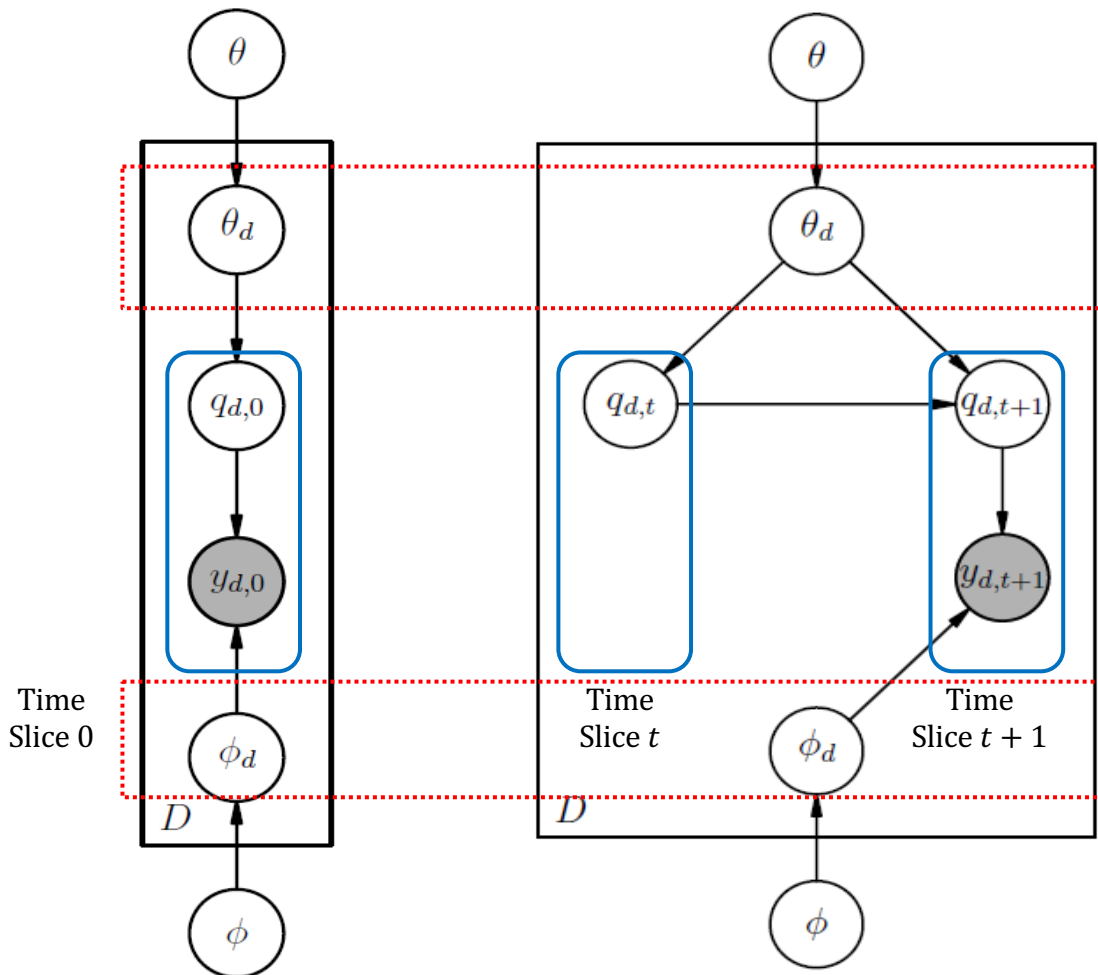 θ
θ_d
q_{d,0}
y_{d,0}
Time
Slice 0
ϕ_d
D
ϕ
θ
θ_d
q_{d,t}
q_{d,t+1}
y_{d,t+1}
Time
Slice t
Time
Slice t + 1
ϕ_d
D
ϕ